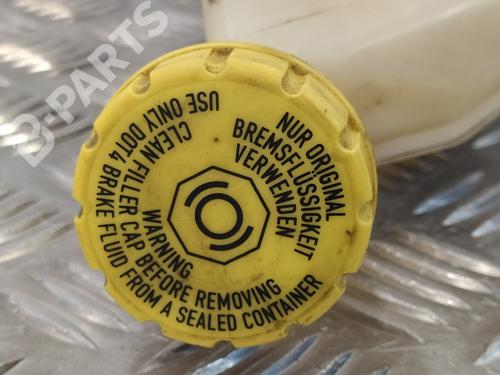 NUR ORIGINAL
BREMSFLÜSSIGKEIT
VERWENDEN
WARNING
CLEAN FILLER CAP BEFORE REMOVING
USE ONLY DOT4 BRAKE FLUID FROM A SEALED CONTAINER
B-PARTS
B-PARTS